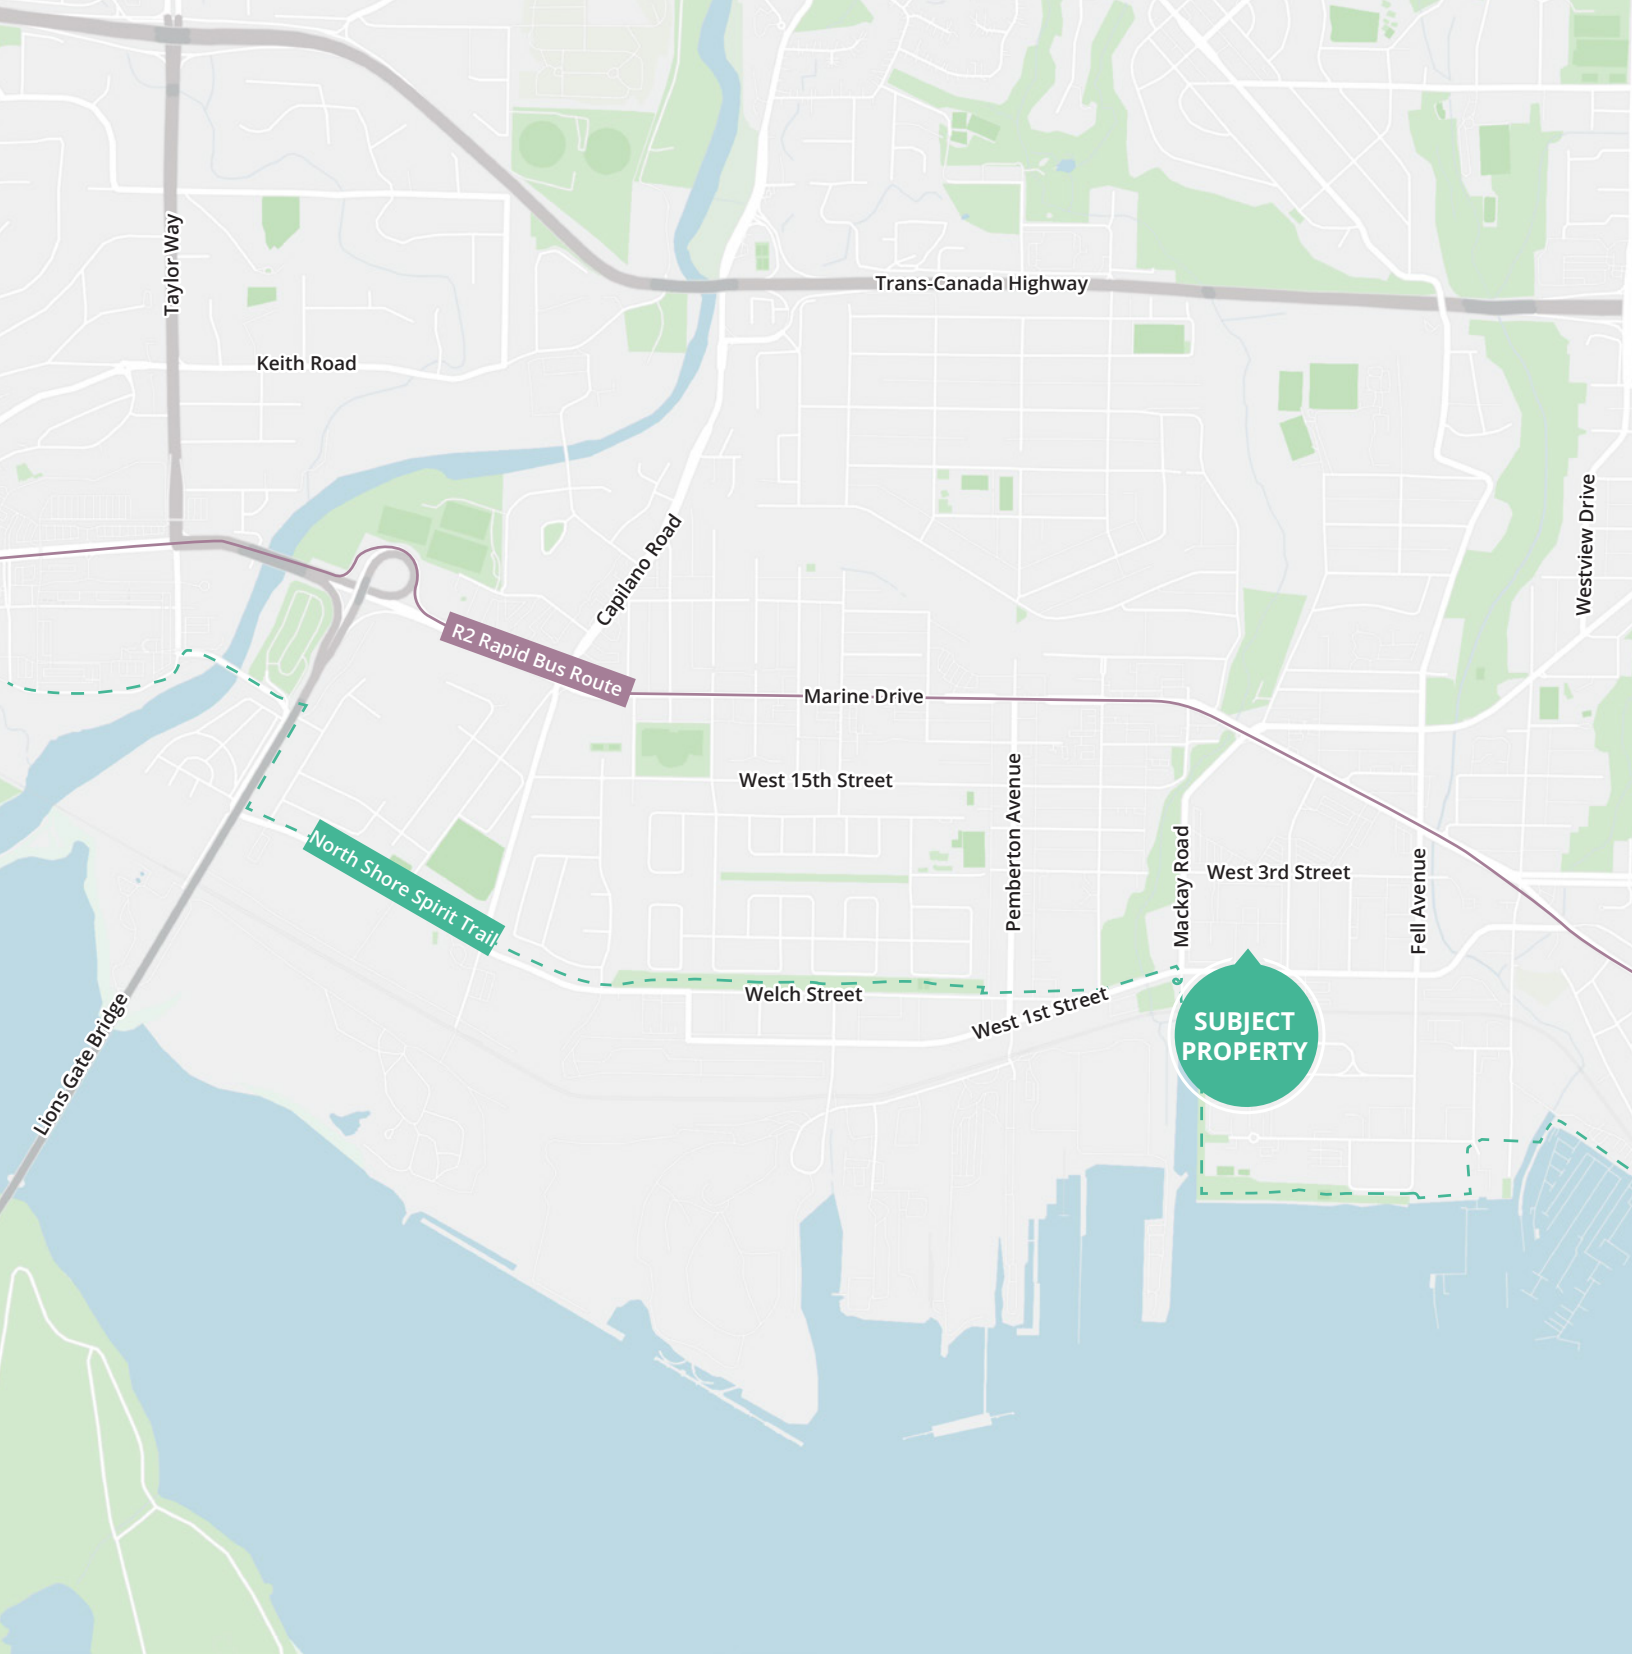 Taylor Way
Trans-Canada Highway
Keith Road
Capilano Road
Westview Drive
R2 Rapid Bus Route
Marine Drive
West 15th Street
Pemberton Avenue
Mackay Road
West 3rd Street
Fell Avenue
North Shore Spirit Trail
Welch Street
West 1st Street
SUBJECT
PROPERTY
Lions Gate Bridge